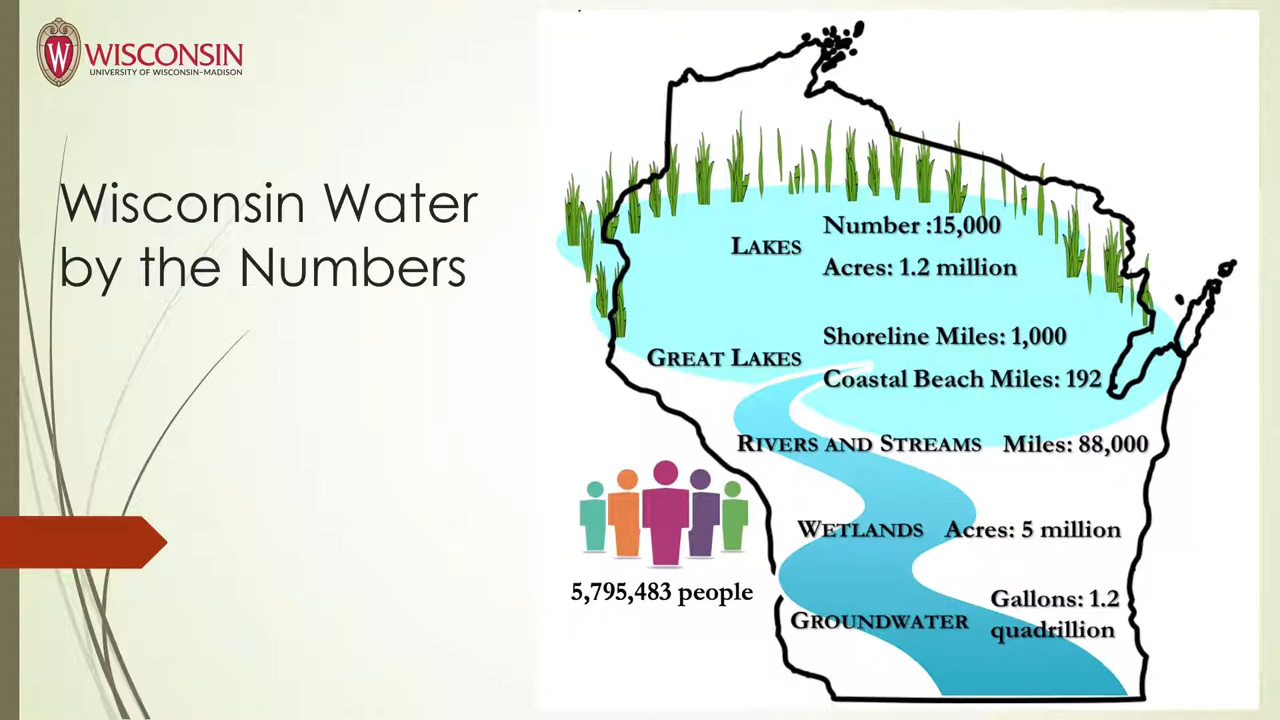 WISCONSIN
UNIVERSITY OF WISCONSIN–MADISON
Wisconsin Water
by the Numbers
LAKES
Number :15,000
Acres: 1.2 million
GREAT LAKES
Shoreline Miles: 1,000
Coastal Beach Miles: 192
RIVERS AND STREAMS Miles: 88,000
WETLANDS Acres: 5 million
5,795,483 people
GROUNDWATER
Gallons: 1.2
quadrillion